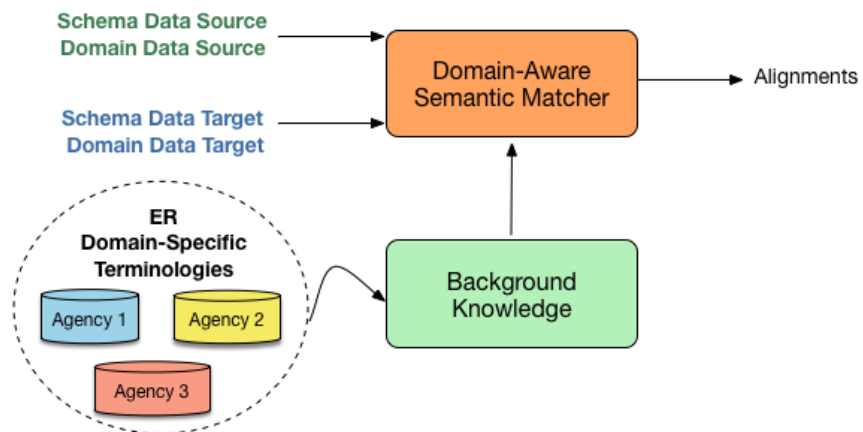 Schema Data Source
Domain Data Source
Schema Data Target
Domain Data Target
Domain-Aware
Semantic Matcher
Alignments
ER
Domain-Specific
Terminologies
Agency 1
Agency 2
Agency 3
Background
Knowledge